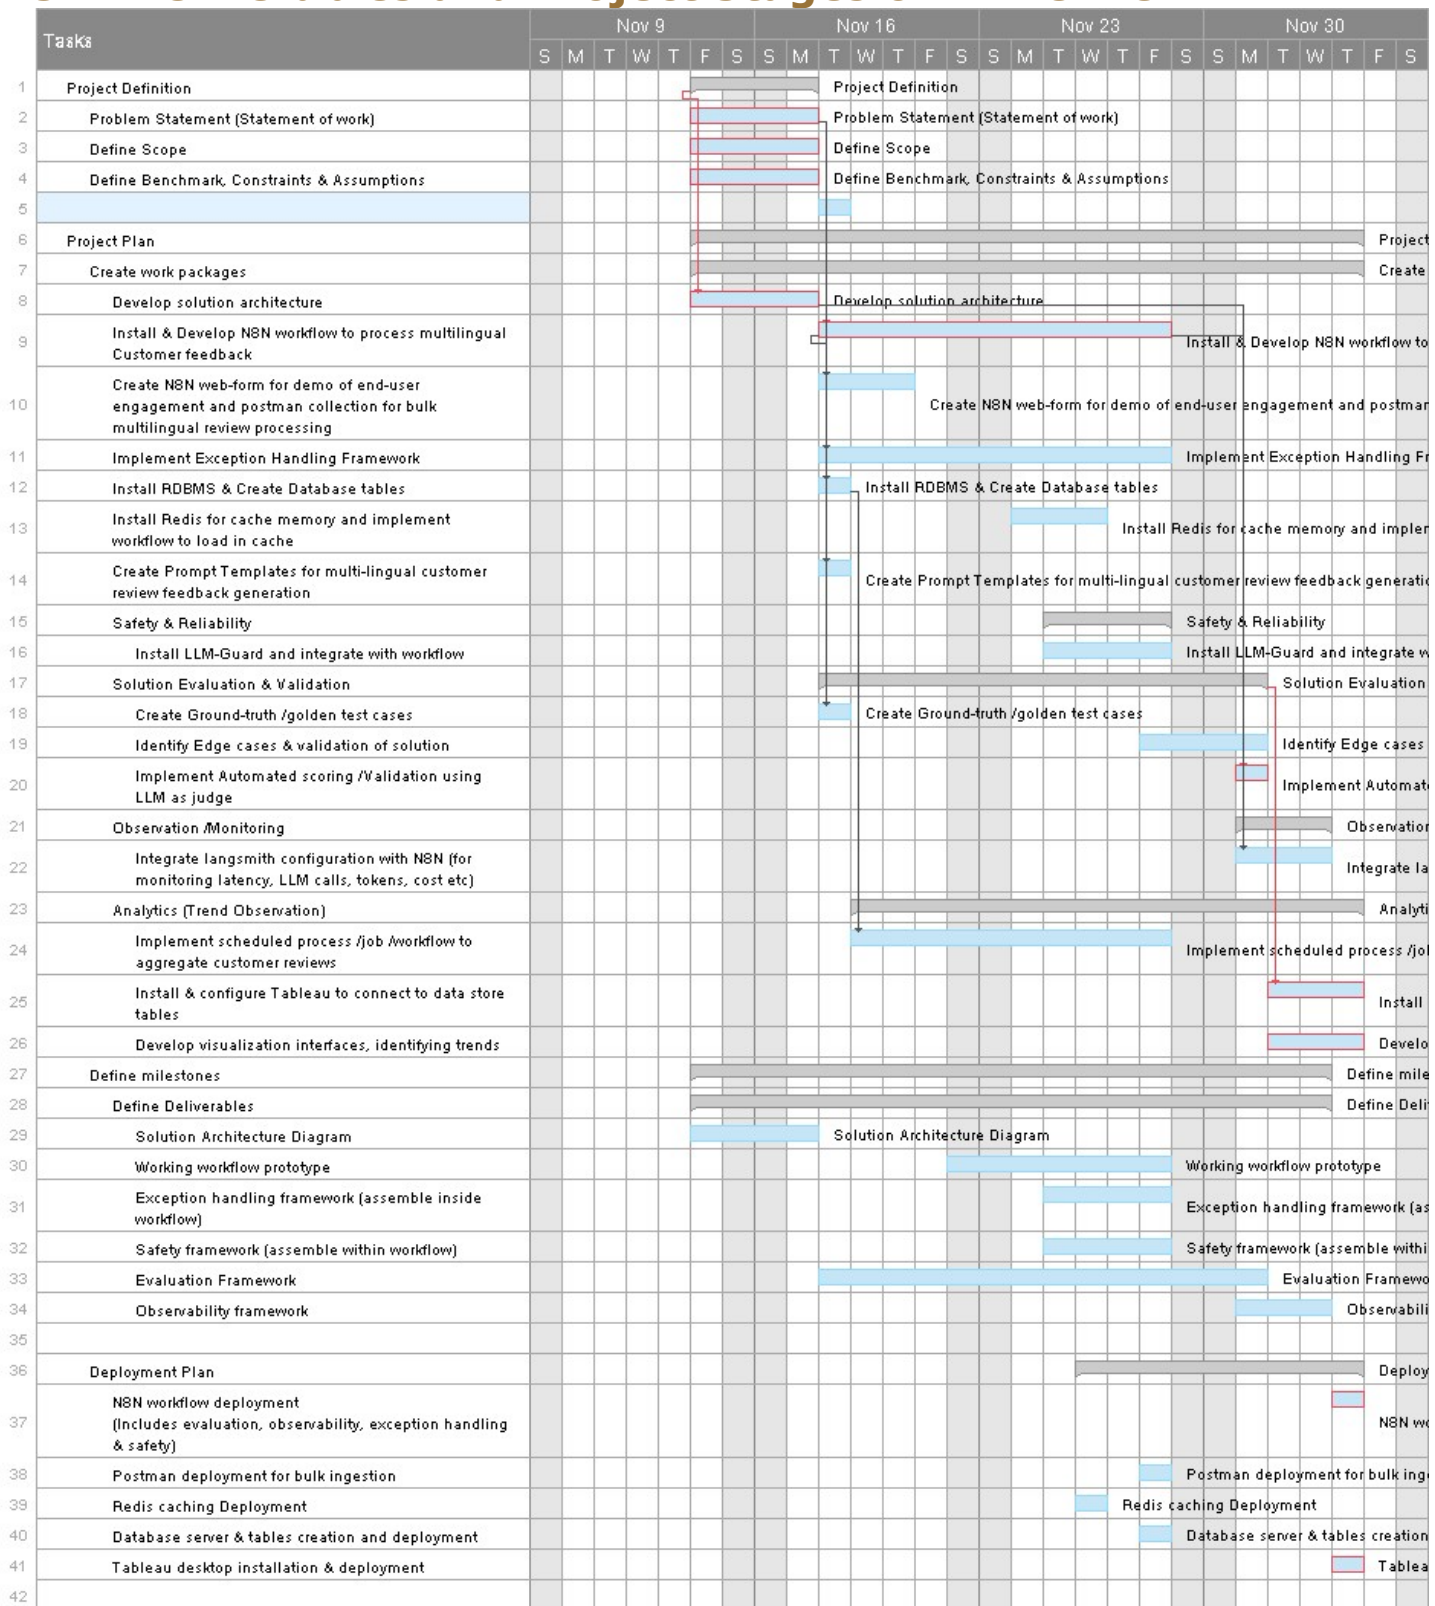 Tasks
Nov 9
Nov 16
Nov 23
Nov 30
S M T W T F S S M T W T F S S M T W T F S S M T W T F S
1 Project Definition Project Definition
2 Problem Statement (Statement of work) Problem Statement (Statement of work)
3 Define Scope Define Scope
4 Define Benchmark, Constraints & Assumptions Define Benchmark, Constraints & Assumptions
5
6 Project Plan Project
7 Create work packages Create
8 Develop solution architecture Develop solution architecture
9 Install & Develop N8N workflow to process multilingual
Customer feedback
Install & Develop N8N workflow to
10 Create N8N web-form for demo of end-user
engagement and postman collection for bulk
multilingual review processing
Create N8N web-form for demo of end-user engagement and postman
11 Implement Exception Handling Framework Implement Exception Handling Fr
12 Install RDBMS & Create Database tables Install RDBMS & Create Database tables
13 Install Redis for cache memory and implement
workflow to load in cache
Install Redis for cache memory and implem
14 Create Prompt Templates for multi-lingual customer
review feedback generation
Create Prompt Templates for multi-lingual customer review feedback generatio
15 Safety & Reliability Safety & Reliability
16 Install LLM-Guard and integrate with workflow Install LLM-Guard and integrate w
17 Solution Evaluation & Validation Solution Evaluation
18 Create Ground-truth /golden test cases Create Ground-truth /golden test cases
19 Identify Edge cases & validation of solution Identify Edge cases
20 Implement Automated scoring /Validation using
LLM as judge
Implement Automate
21 Observation /Monitoring Observation
22 Integrate langsmith configuration with N8N (for
monitoring latency, LLM calls, tokens, cost etc)
Integrate la
23 Analytics (Trend Observation) Analyti
24 Implement scheduled process /job /workflow to
aggregate customer reviews
Implement scheduled process /jo
25 Install & configure Tableau to connect to data store
tables
Install
26 Develop visualization interfaces, identifying trends Develo
27 Define milestones Define mile
28 Define Deliverables Define Deli
29 Solution Architecture Diagram Solution Architecture Diagram
30 Working workflow prototype Working workflow prototype
31 Exception handling framework (assemble inside
workflow)
Exception handling framework (as
32 Safety framework (assemble within workflow) Safety framework (assemble withi
33 Evaluation Framework Evaluation Framewo
34 Observability framework Observabili
35
36 Deployment Plan Deploy
37 N8N workflow deployment
(Includes evaluation, observability, exception handling
& safety)
N8N wo
38 Postman deployment for bulk ingestion Postman deployment for bulk inge
39 Redis caching Deployment Redis caching Deployment
40 Database server & tables creation and deployment Database server & tables creation
41 Tableau desktop installation & deployment Tablea
42